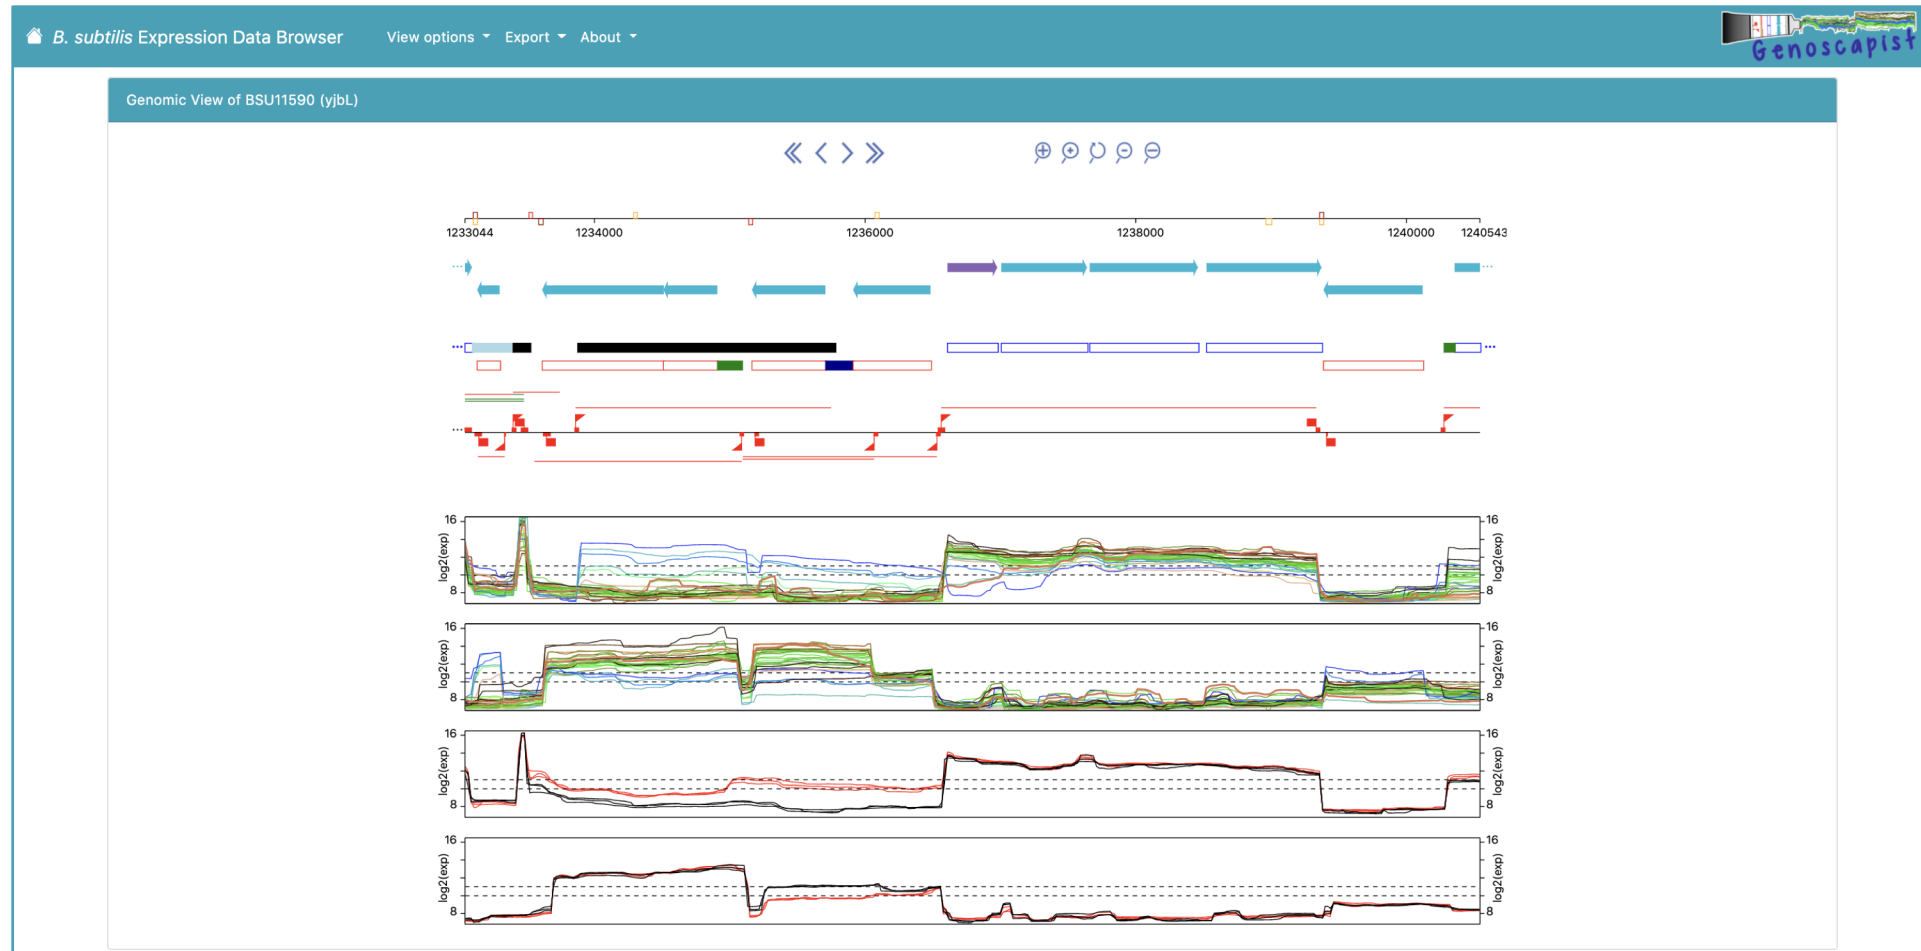 B. subtilis Expression Data Browser View options Export About
Genoscapist
Genomic View of BSU11590 (yjbL)
1233044 1234000 1236000 1238000 1240000 1240543
16 16
log2(exp) log2(exp)
8 8
16 16
log2(exp) log2(exp)
8 8
16 16
log2(exp) log2(exp)
8 8
16 16
log2(exp) log2(exp)
8 8